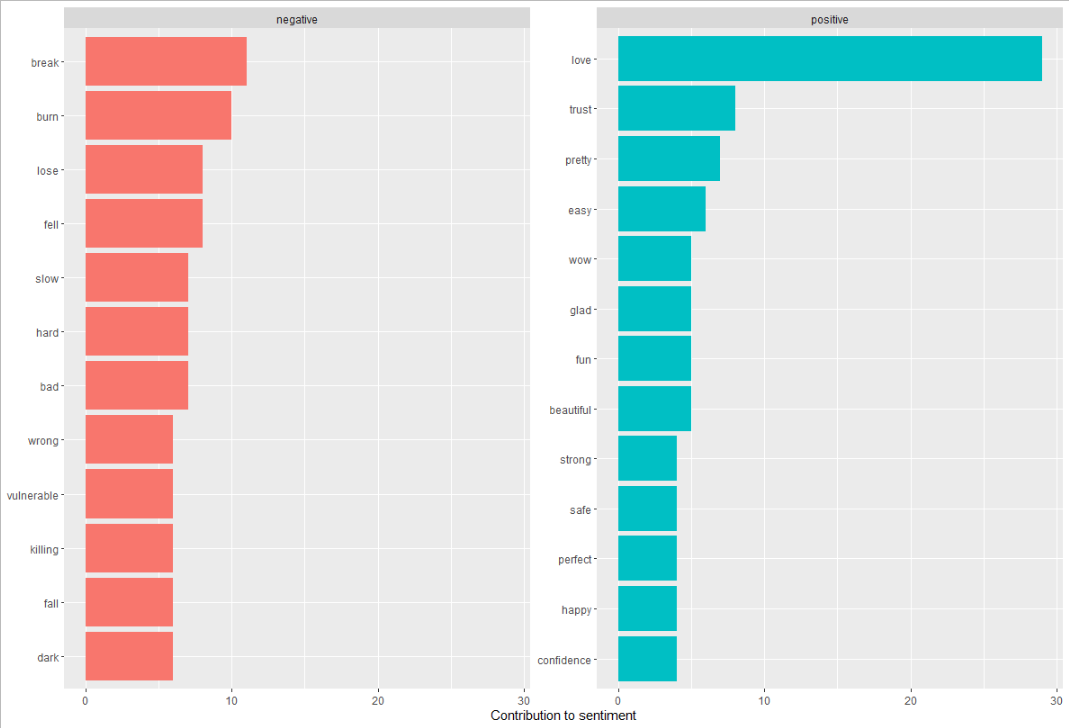 negative
break
burn
lose
fell
slow
hard
bad
wrong
vulnerable
killing
fall
dark
0 10 20 30
positive
love
trust
pretty
easy
wow
glad
fun
beautiful
strong
safe
perfect
happy
confidence
0 10 20 30
Contribution to sentiment